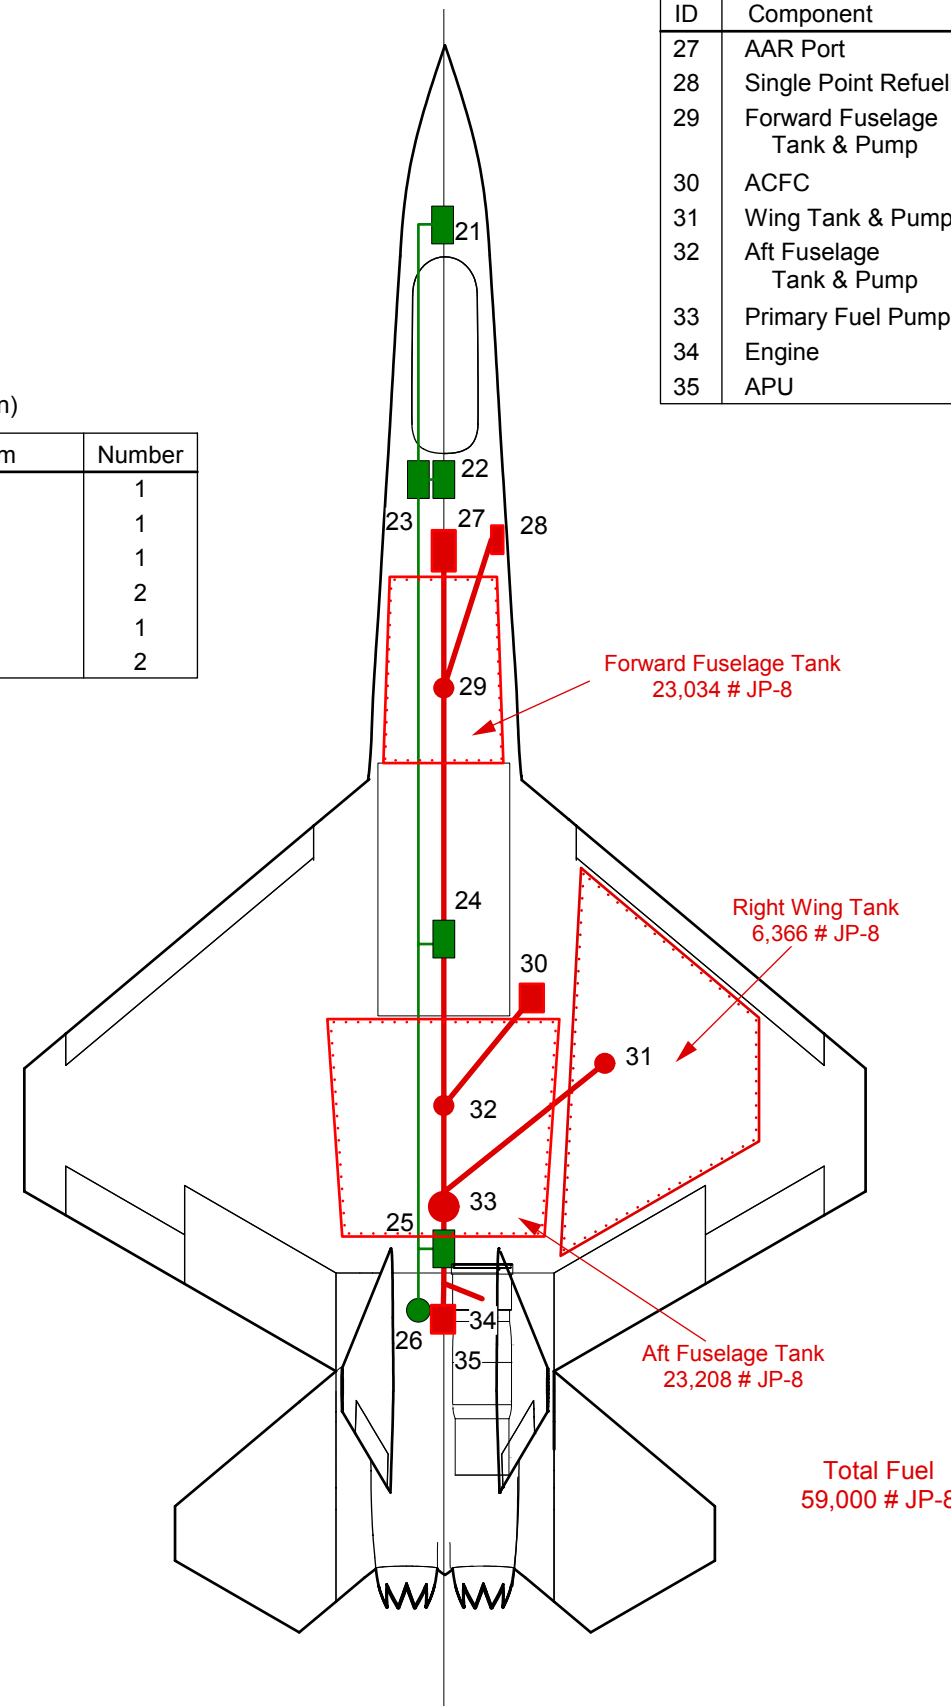 ID Component
27 AAR Port
28 Single Point Refuel
29 Forward Fuselage
Tank & Pump
30 ACFC
31 Wing Tank & Pump
32 Aft Fuselage
Tank & Pump
33 Primary Fuel Pump
34 Engine
35 APU
n)
m Number
1
1
1
2
1
2
21
22
23
27
28
29
Forward Fuselage Tank
23,034 # JP-8
24
Right Wing Tank
6,366 # JP-8
30
31
32
33
25
26
34
35
Aft Fuselage Tank
23,208 # JP-8
Total Fuel
59,000 # JP-8